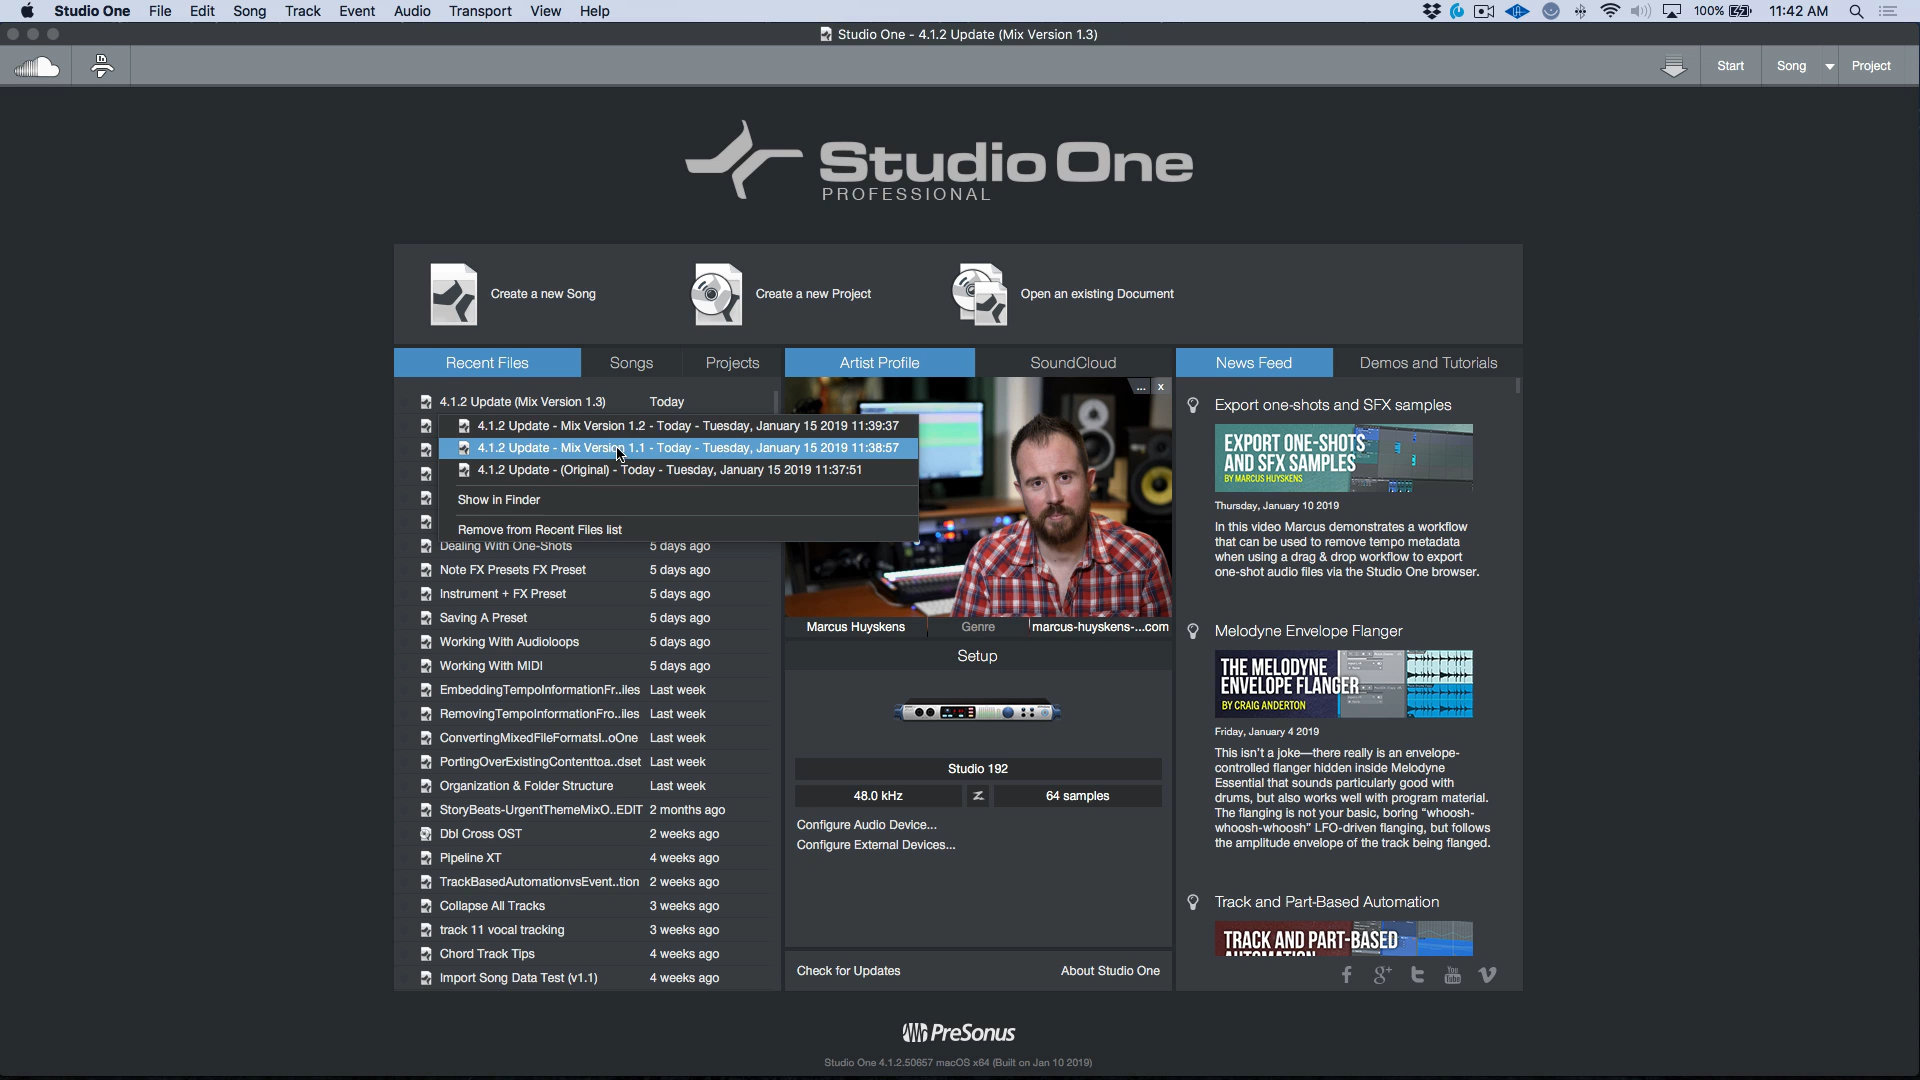 Studio One File Edit Song Track Event Audio Transport View Help 100% 11:42 AM
Studio One - 4.1.2 Update (Mix Version 1.3)
Start Song Project
Studio One
PROFESSIONAL
Create a new Song Create a new Project Open an existing Document
Recent Files Songs Projects Artist Profile SoundCloud News Feed Demos and Tutorials
4.1.2 Update (Mix Version 1.3) Today
4.1.2 Update - Mix Version 1.2 - Today - Tuesday, January 15 2019 11:39:37
4.1.2 Update - Mix Version 1.1 - Today - Tuesday, January 15 2019 11:38:57
4.1.2 Update - (Original) - Today - Tuesday, January 15 2019 11:37:51
Show in Finder
Remove from Recent Files list
Dealing With One-Shots 5 days ago
Note FX Presets FX Preset 5 days ago
Instrument + FX Preset 5 days ago
Saving A Preset 5 days ago
Working With Audioloops 5 days ago
Working With MIDI 5 days ago
EmbeddingTempoInformationFr..iles Last week
RemovingTempoInformationFro..iles Last week
ConvertingMixedFileFormatsI..oOne Last week
PortingOverExistingContenttoa..dset Last week
Organization & Folder Structure Last week
StoryBeats-UrgentThemeMixO..EDIT 2 months ago
Dbl Cross OST 2 weeks ago
Pipeline XT 4 weeks ago
TrackBasedAutomationvsEvent..tion 2 weeks ago
Collapse All Tracks 3 weeks ago
track 11 vocal tracking 3 weeks ago
Chord Track Tips 4 weeks ago
Import Song Data Test (v1.1) 4 weeks ago
... x
Marcus Huyskens Genre marcus-huyskens-...com
Setup
Studio 192
48.0 kHz 64 samples
Configure Audio Device...
Configure External Devices...
Check for Updates About Studio One
Export one-shots and SFX samples
EXPORT ONE-SHOTS
AND SFX SAMPLES
BY MARCUS HUYSKENS
Thursday, January 10 2019
In this video Marcus demonstrates a workflow
that can be used to remove tempo metadata
when using a drag & drop workflow to export
one-shot audio files via the Studio One browser.
Melodyne Envelope Flanger
THE MELODYNE
ENVELOPE FLANGER
BY CRAIG ANDERTON
Friday, January 4 2019
This isn't a joke—there really is an envelope-
controlled flanger hidden inside Melodyne
Essential that sounds particularly good with
drums, but also works well with program material.
The flanging is not your basic, boring "whoosh-
whoosh-whoosh" LFO-driven flanging, but follows
the amplitude envelope of the track being flanged.
Track and Part-Based Automation
TRACK AND PART-BASED
AUTOMATION
PreSonus
Studio One 4.1.2.50657 macOS x64 (Built on Jan 10 2019)